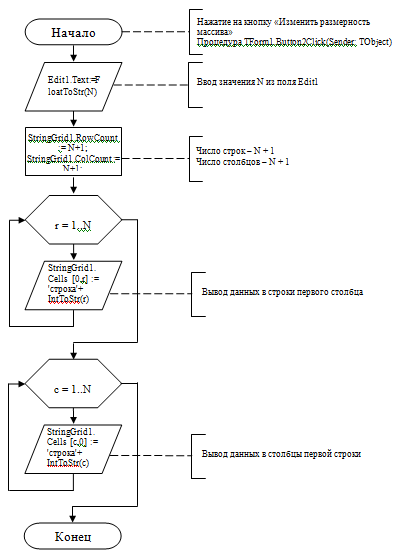 Начало
Нажатие на кнопку «Изменить размерность
массива»
Процедура TForm1.Button2Click(Sender: TObject)
Edit1.Text:=F
loatToStr(N)
Ввод значения N из поля Edit1
StringGrid1.RowCount
:= N+1;
StringGrid1.ColCount =
N+1;
Число строк – N + 1
Число столбцов – N + 1
r = 1..N
StringGrid1.
Cells [0,r] :=
'строка'+
IntToStr(r)
Вывод данных в строки первого столбца
c = 1..N
StringGrid1.
Cells [c,0] :=
'строка'+
IntToStr(c)
Вывод данных в столбцы первой строки
Конец